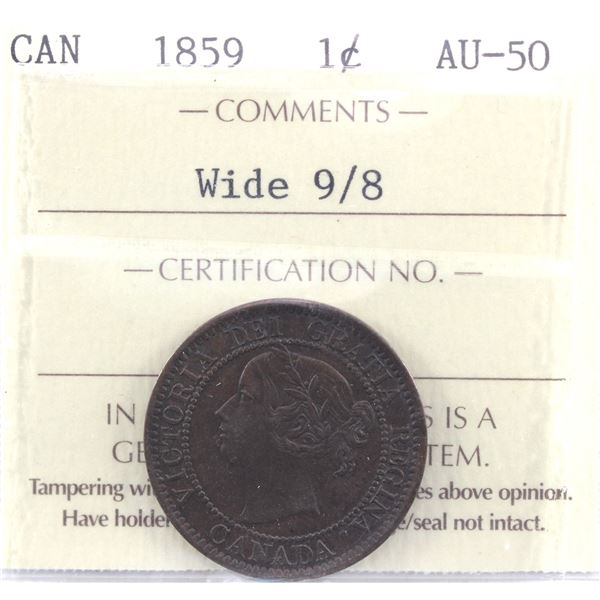 CAN 1859 1¢ AU-50
— COMMENTS —
Wide 9/8
— CERTIFICATION NO. —
VICTORIA DEI GRATIA REGINA.
CANADA
IN S IS A
GE TEM.
Tampering wi es above opinion.
Have holder e/seal not intact.